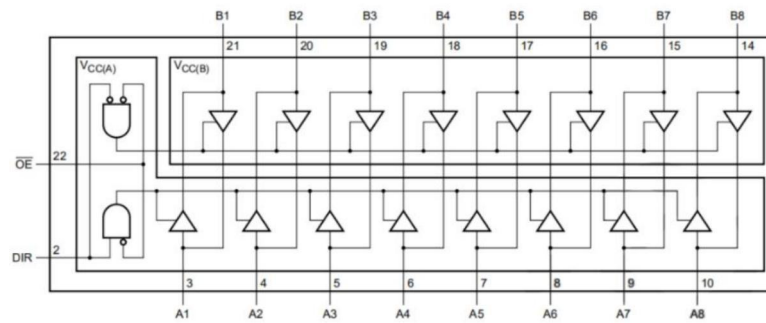 B1 B2 B3 B4 B5 B6 B7 B8
21 20 19 18 17 16 15 14
VCC(A) VCC(B)
OE 22
DIR 2
3 4 5 6 7 8 9 10
A1 A2 A3 A4 A5 A6 A7 A8